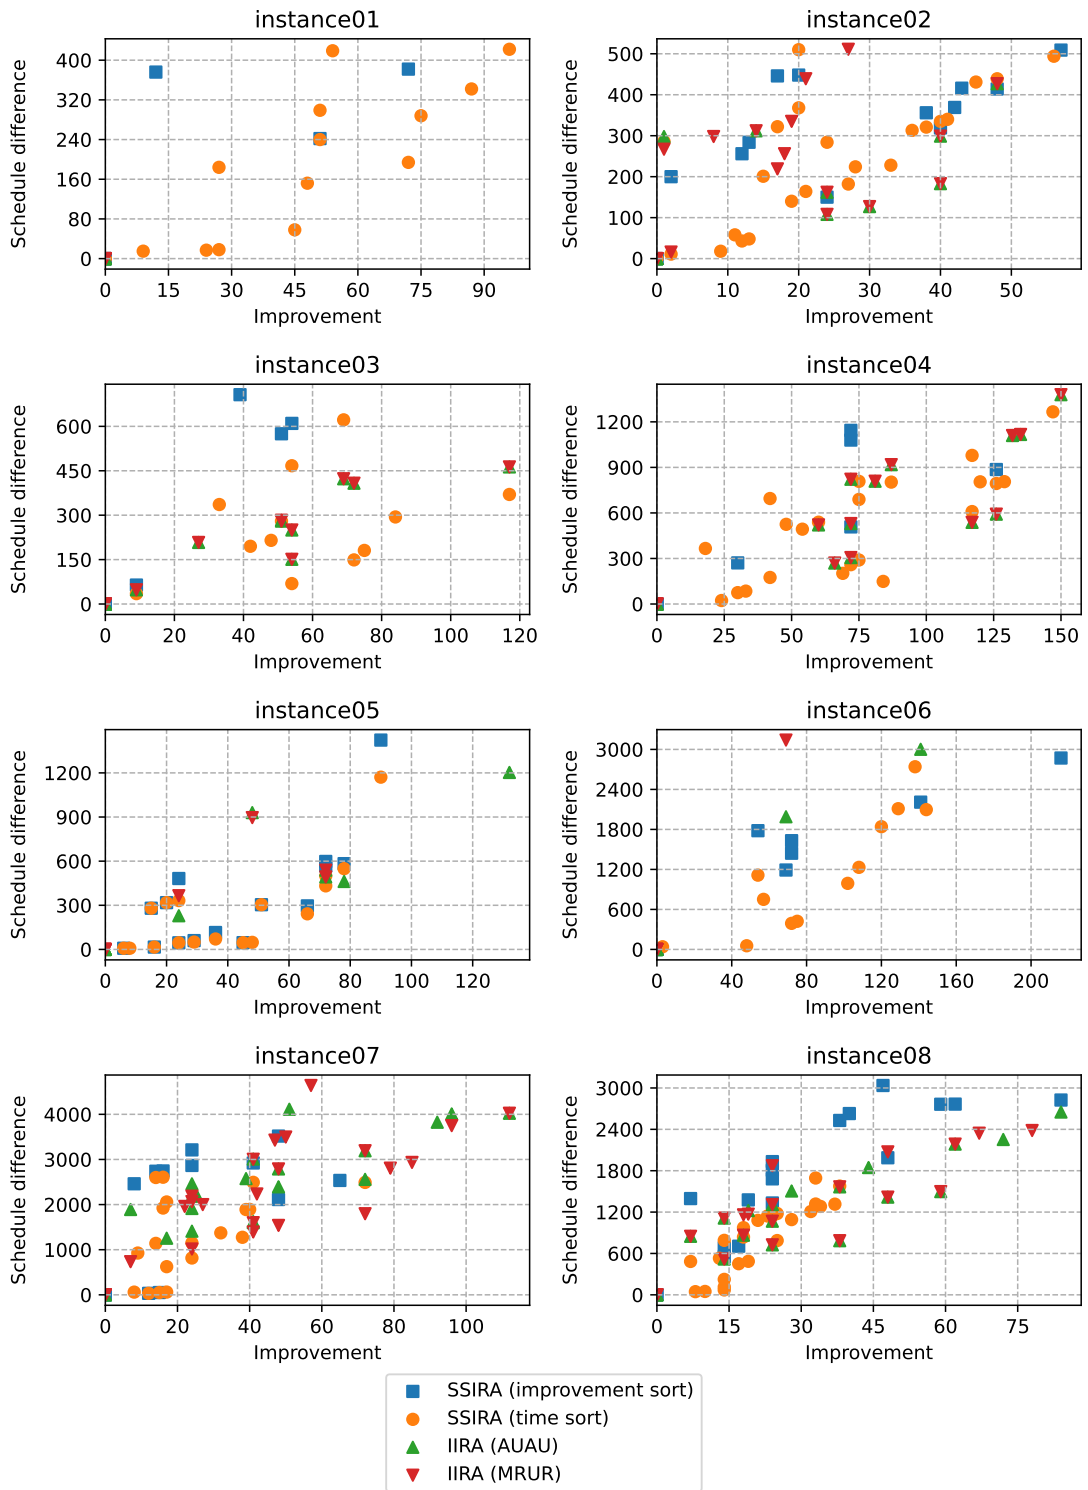 instance01
Schedule difference
400
320
240
160
80
0
0 15 30 45 60 75 90
Improvement
instance02
Schedule difference
500
400
300
200
100
0
0 10 20 30 40 50
Improvement
instance03
Schedule difference
600
450
300
150
0
0 20 40 60 80 100 120
Improvement
instance04
Schedule difference
1200
900
600
300
0
0 25 50 75 100 125 150
Improvement
instance05
Schedule difference
1200
900
600
300
0
0 20 40 60 80 100 120
Improvement
instance06
Schedule difference
3000
2400
1800
1200
600
0
0 40 80 120 160 200
Improvement
instance07
Schedule difference
4000
3000
2000
1000
0
0 20 40 60 80 100
Improvement
instance08
Schedule difference
3000
2400
1800
1200
600
0
0 15 30 45 60 75
Improvement
SSIRA (improvement sort)
SSIRA (time sort)
IIRA (AUAU)
IIRA (MRUR)